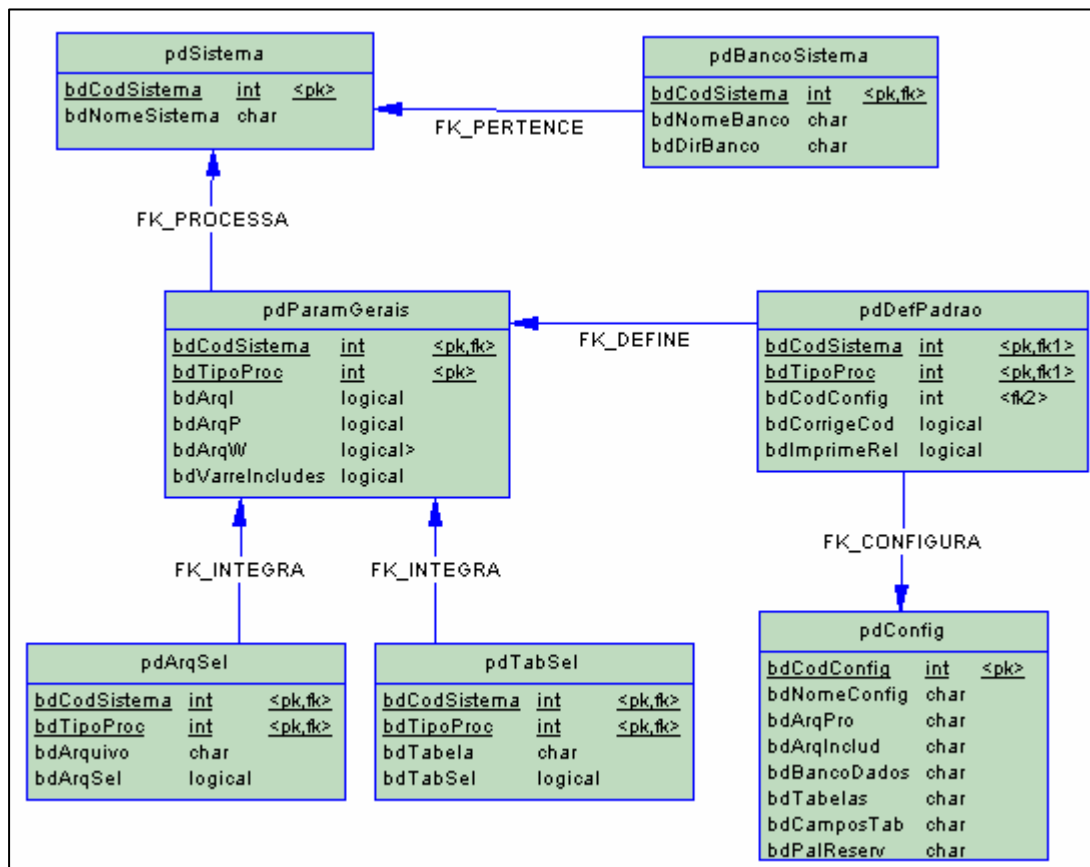 pdSistema
bdCodSistema int <pk>
bdNomeSistema char
pdBancoSistema
bdCodSistema int <pk,fk>
bdNomeBanco char
bdDirBanco char
FK_PERTENCE
FK_PROCESSA
pdParamGerais
bdCodSistema int <pk,fk>
bdTipoProc int <pk>
bdArqI logical
bdArqP logical
bdArqW logical>
bdVarreIncludes logical
FK_DEFINE
pdDefPadrao
bdCodSistema int <pk,fk1>
bdTipoProc int <pk,fk1>
bdCodConfig int <fk2>
bdCorrigeCod logical
bdImprimeRel logical
FK_INTEGRA
FK_INTEGRA
FK_CONFIGURA
pdArqSel
bdCodSistema int <pk,fk>
bdTipoProc int <pk,fk>
bdArquivo char
bdArqSel logical
pdTabSel
bdCodSistema int <pk,fk>
bdTipoProc int <pk,fk>
bdTabela char
bdTabSel logical
pdConfig
bdCodConfig int <pk>
bdNomeConfig char
bdArqPro char
bdArqInclud char
bdBancoDados char
bdTabelas char
bdCamposTab char
bdPalReserv char